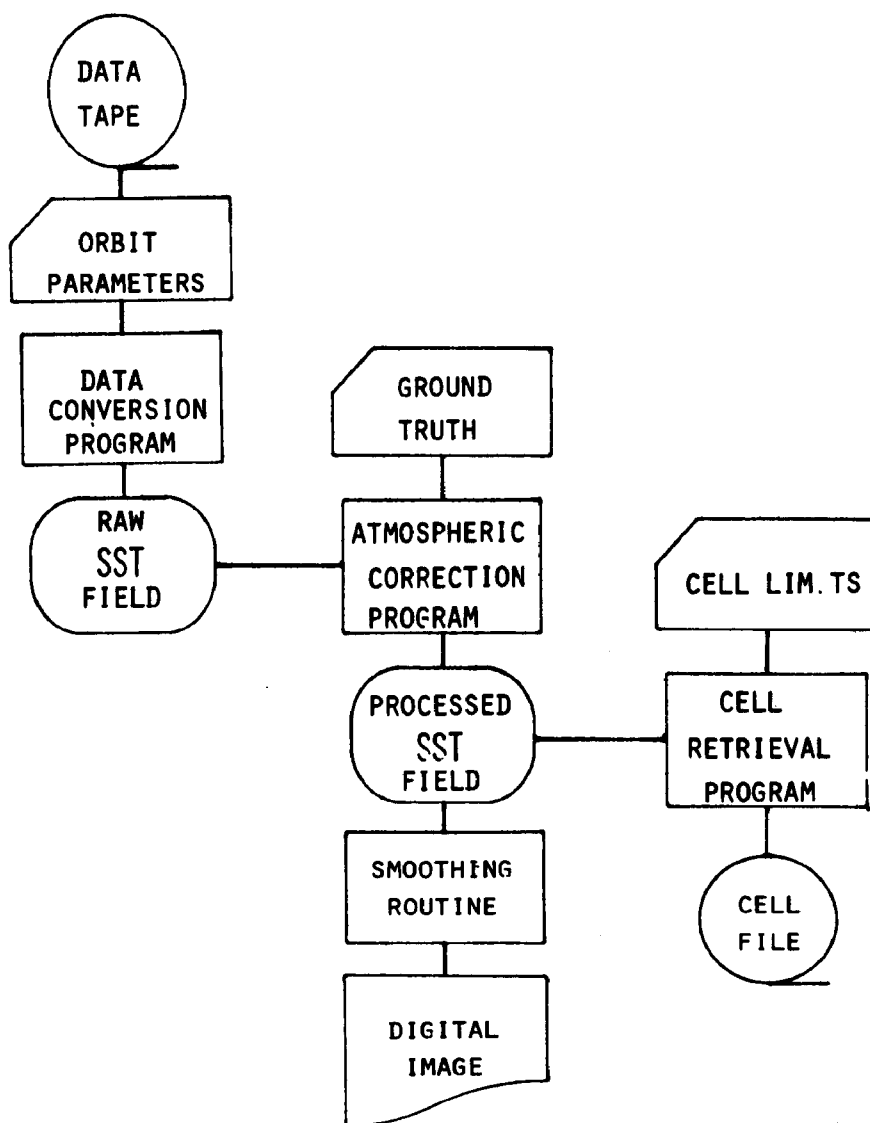 DATA
TAPE
ORBIT
PARAMETERS
DATA
CONVERSION
PROGRAM
RAW
SST
FIELD
GROUND
TRUTH
ATMOSPHERIC
CORRECTION
PROGRAM
PROCESSED
SST
FIELD
SMOOTHING
ROUTINE
DIGITAL
IMAGE
CELL LIM.TS
CELL
RETRIEVAL
PROGRAM
CELL
FILE